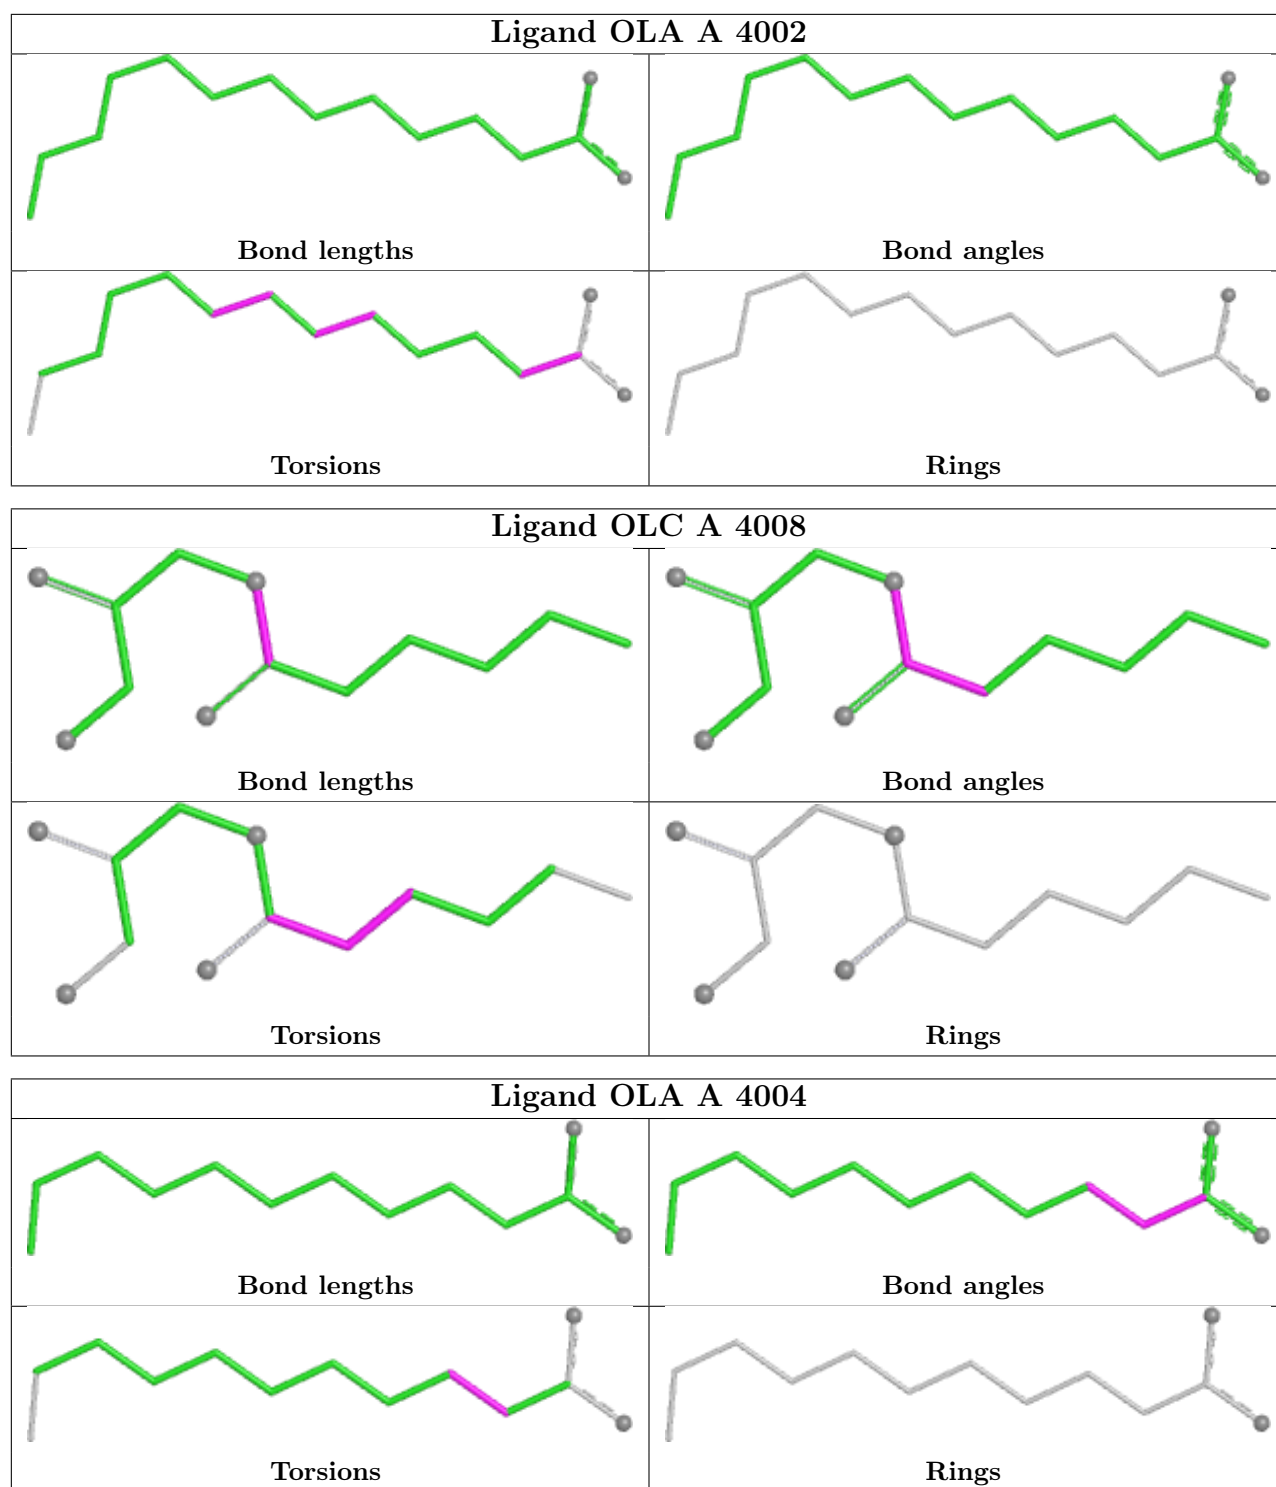 Ligand OLA A 4002
Bond lengths
Bond angles
Torsions
Rings
Ligand OLC A 4008
Bond lengths
Bond angles
Torsions
Rings
Ligand OLA A 4004
Bond lengths
Bond angles
Torsions
Rings